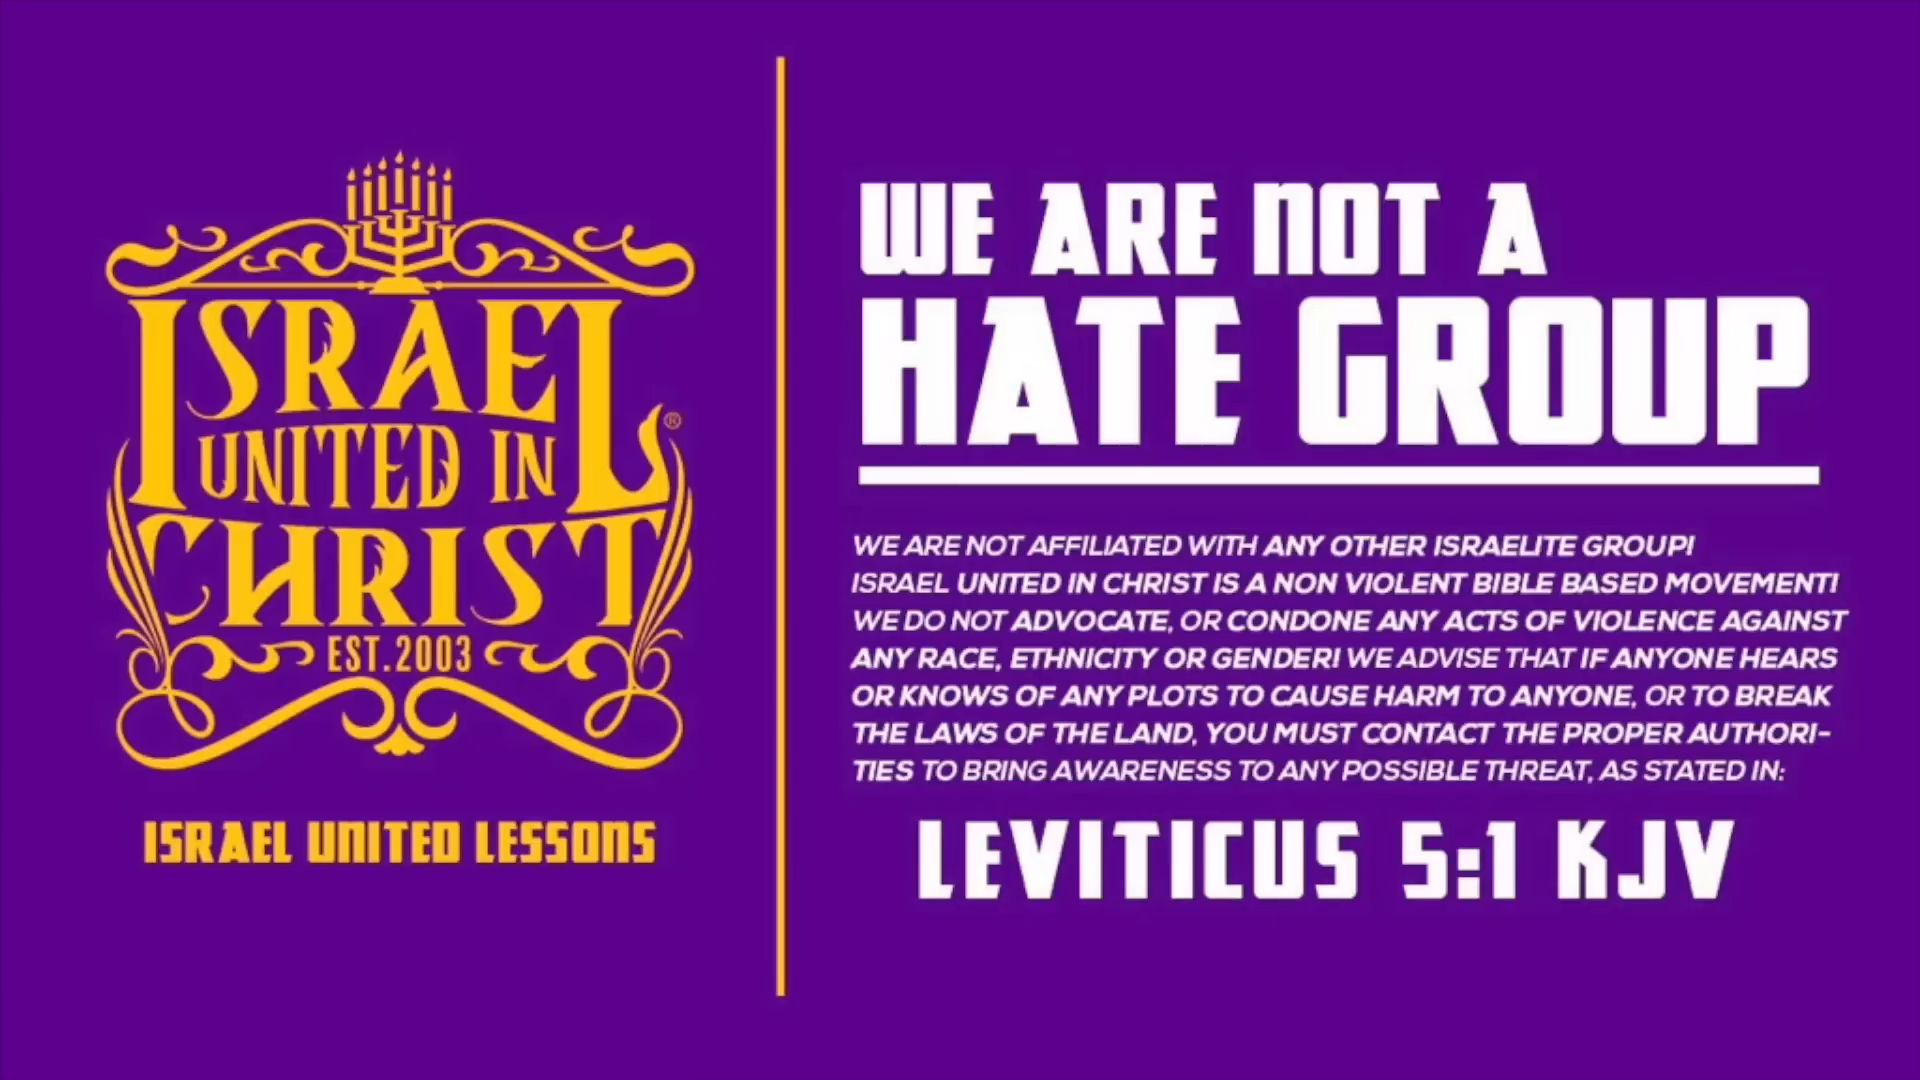 ISRAEL
UNITED IN
CHRIST
®
EST. 2003
ISRAEL UNITED LESSONS
WE ARE NOT A
HATE GROUP
WE ARE NOT AFFILIATED WITH ANY OTHER ISRAELITE GROUP!
ISRAEL UNITED IN CHRIST IS A NON VIOLENT BIBLE BASED MOVEMENT!
WE DO NOT ADVOCATE, OR CONDONE ANY ACTS OF VIOLENCE AGAINST
ANY RACE, ETHNICITY OR GENDER! WE ADVISE THAT IF ANYONE HEARS
OR KNOWS OF ANY PLOTS TO CAUSE HARM TO ANYONE, OR TO BREAK
THE LAWS OF THE LAND, YOU MUST CONTACT THE PROPER AUTHORI-
TIES TO BRING AWARENESS TO ANY POSSIBLE THREAT, AS STATED IN:
LEVITICUS 5:1 KJV